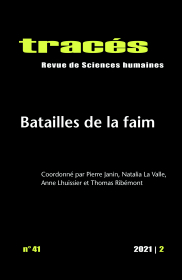 tracés
Revue de Sciences humaines
Batailles de la faim
Coordonné par Pierre Janin, Natalia La Valle,
Anne Lhuissier et Thomas Ribémont
n° 41
2021 | 2